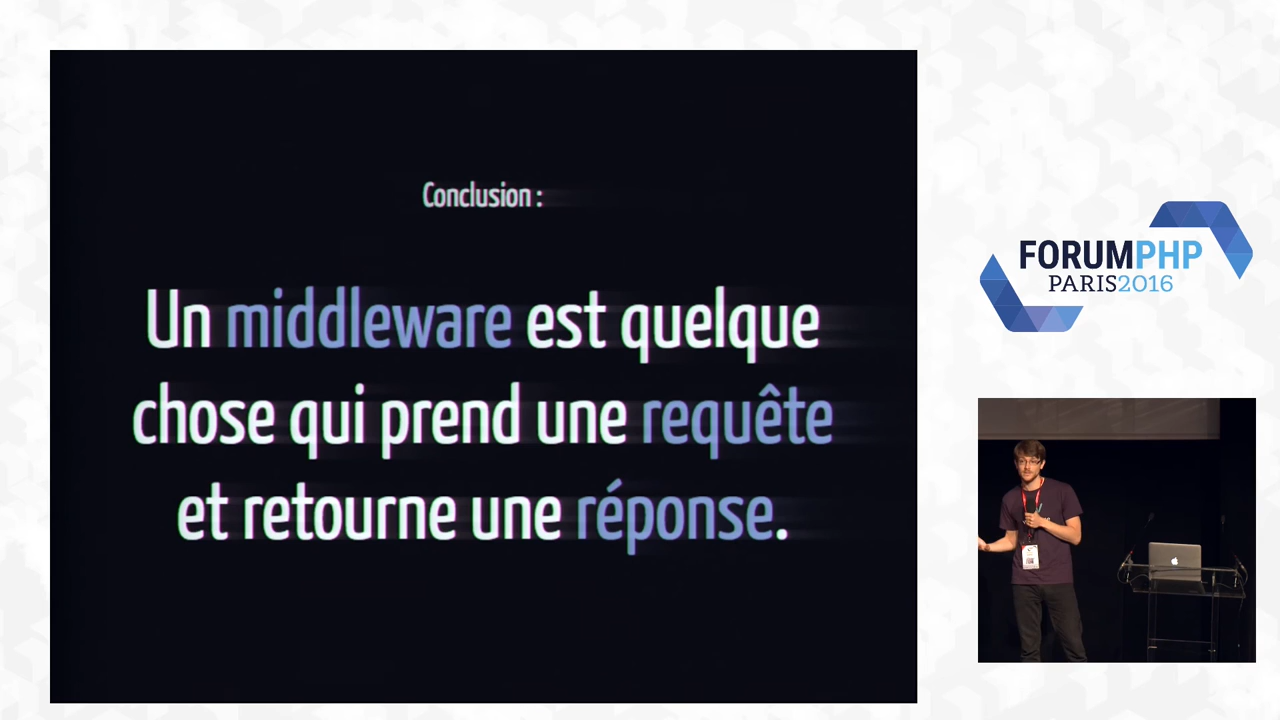 Conclusion :
Un middleware est quelque
chose qui prend une requête
et retourne une réponse.
FORUMPHP
PARIS2016